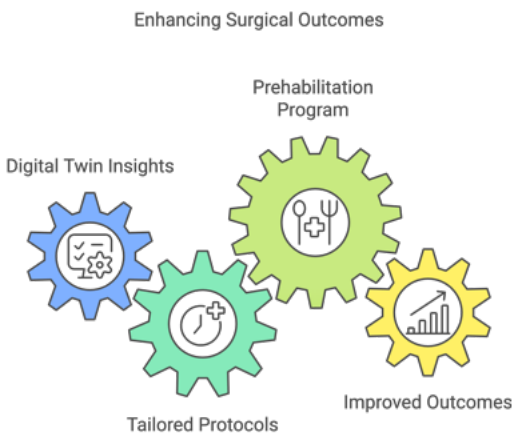 Enhancing Surgical Outcomes
Prehabilitation
Program
Digital Twin Insights
Tailored Protocols
Improved Outcomes